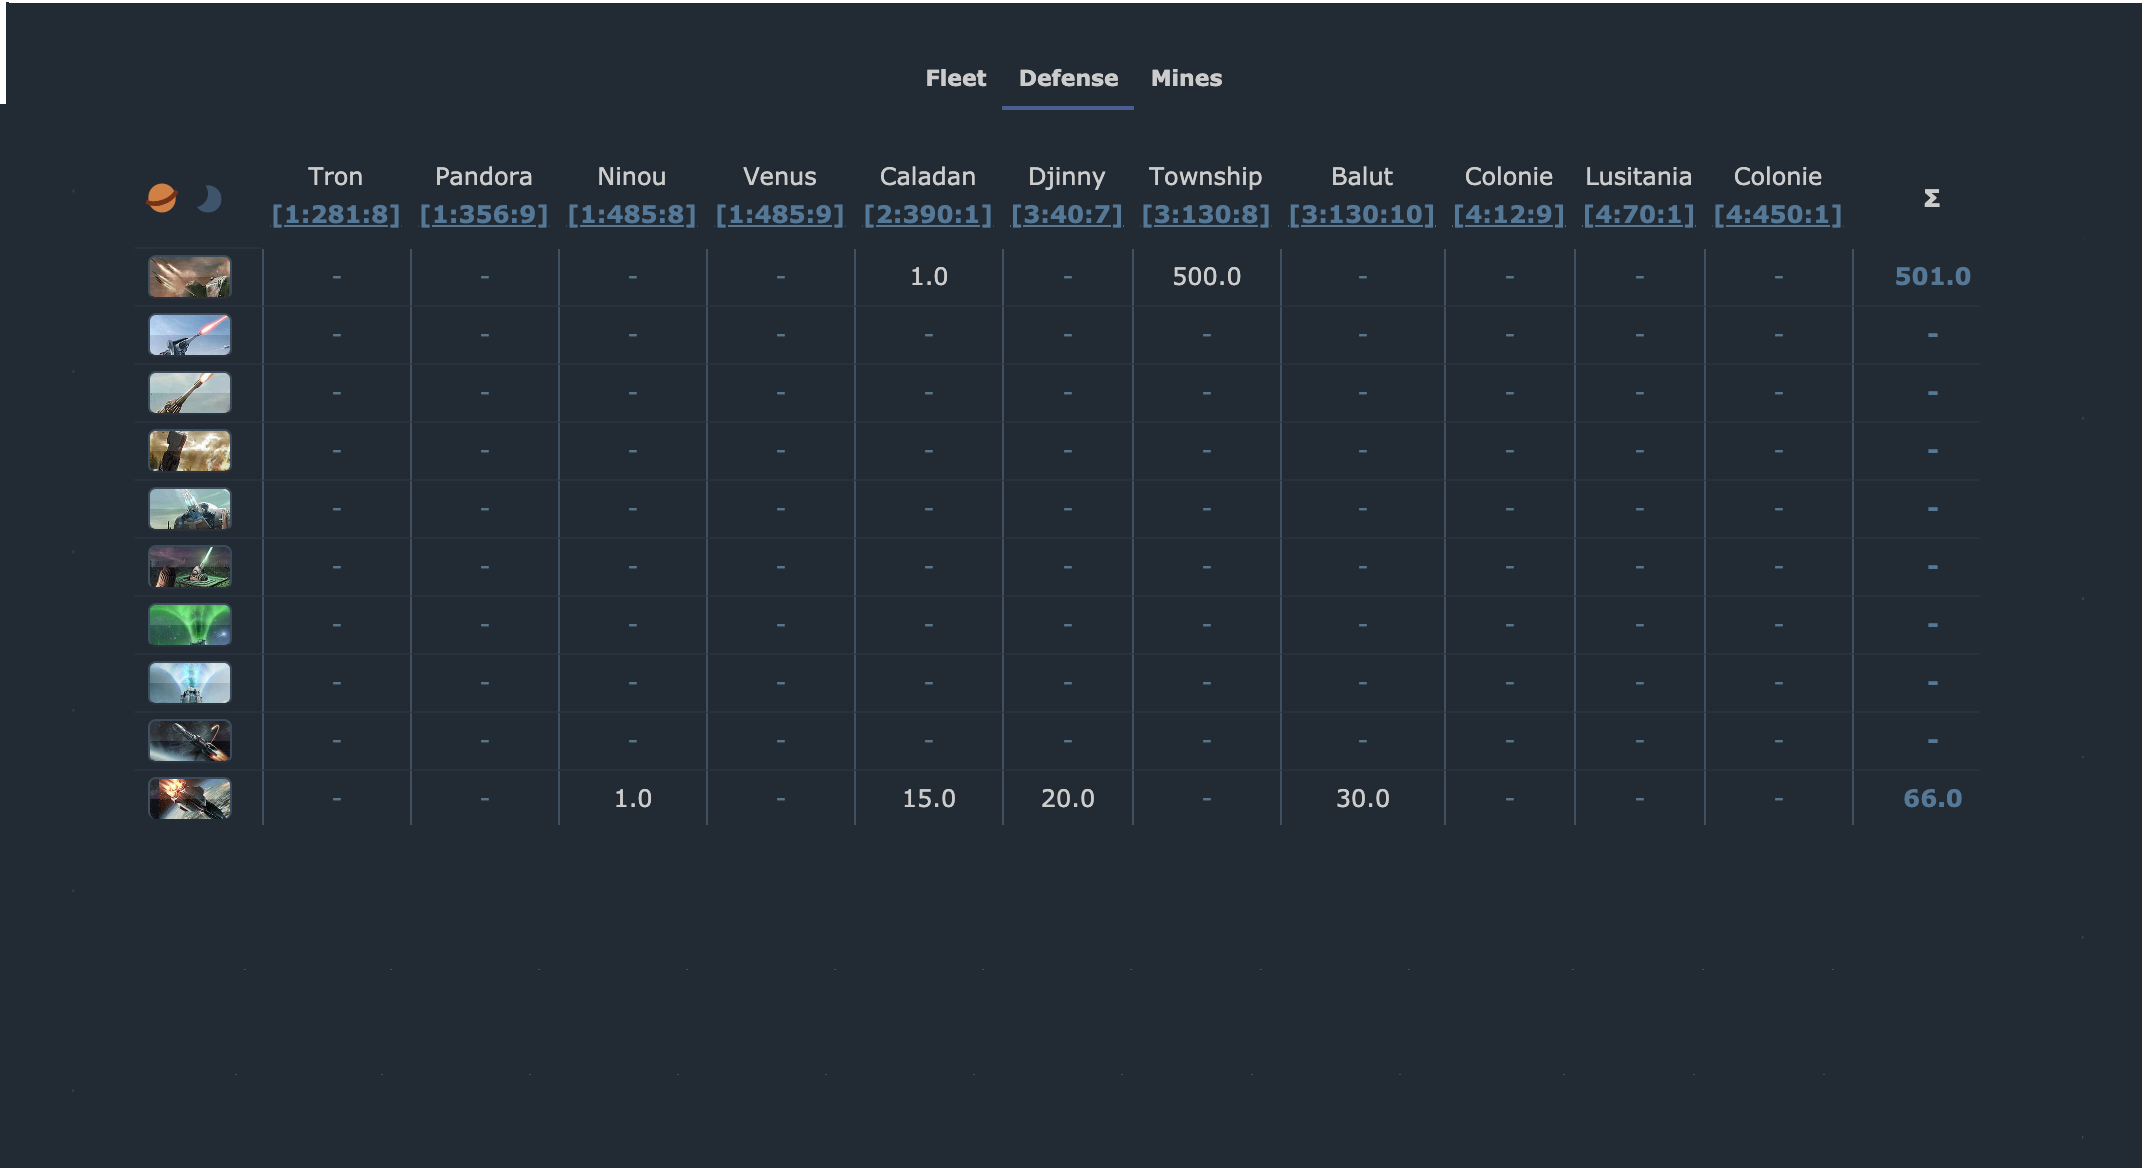 Fleet Defense Mines
Tron Pandora Ninou Venus Caladan Djinny Township Balut Colonie Lusitania Colonie Σ
[1:281:8] [1:356:9] [1:485:8] [1:485:9] [2:390:1] [3:40:7] [3:130:8] [3:130:10] [4:12:9] [4:70:1] [4:450:1]
- - - - 1.0 - 500.0 - - - - 501.0
- - - - - - - - - - - -
- - - - - - - - - - - -
- - - - - - - - - - - -
- - - - - - - - - - - -
- - - - - - - - - - - -
- - - - - - - - - - - -
- - - - - - - - - - - -
- - - - - - - - - - - -
- - 1.0 - 15.0 20.0 - 30.0 - - - 66.0